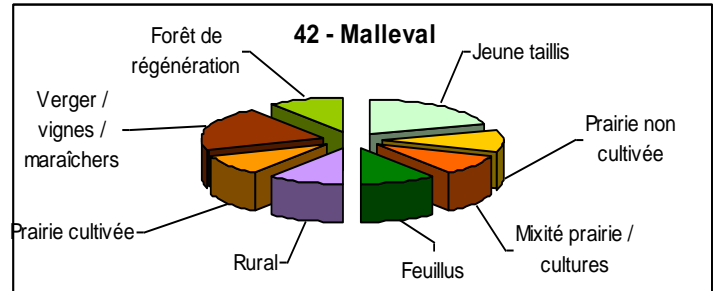 42 - Malleval
Forêt de
régénération
Jeune taillis
Verger /
vignes /
maraîchers
Prairie non
cultivée
Prairie cultivée
Rural
Feuillus
Mixité prairie /
cultures